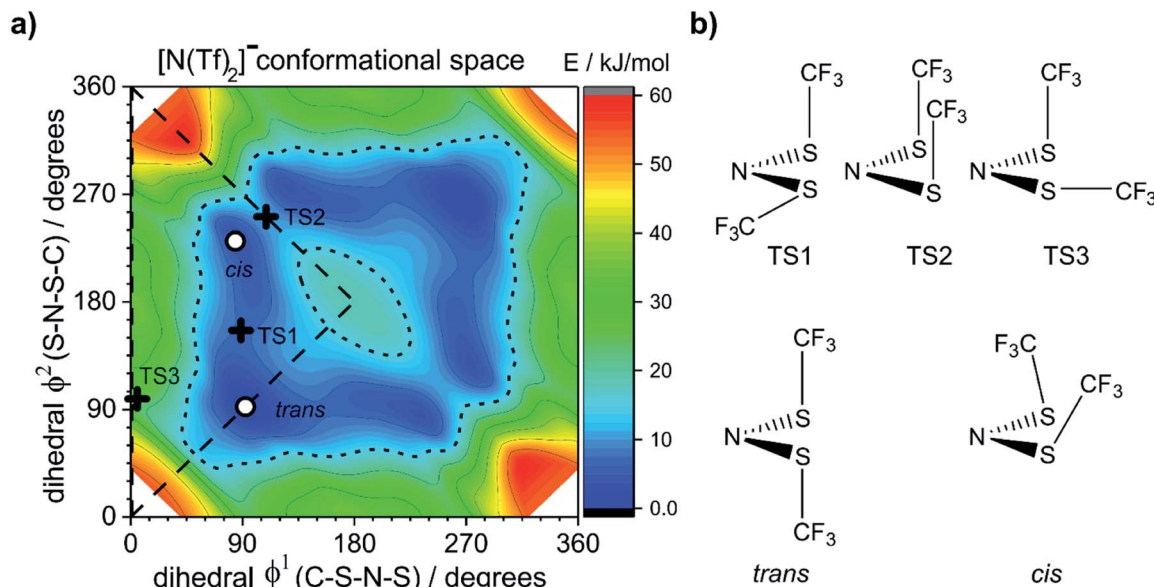 a)
[N(Tf)₂]⁻ conformational space
E / kJ/mol
360
270
180
90
0
dihedral ϕ² (S-N-S-C) / degrees
TS2
cis
TS1
TS3
trans
0
90
180
270
360
dihedral ϕ¹ (C-S-N-S) / degrees
60
50
40
30
20
10
0.0
b)
CF₃
N
S
S
F₃C
TS1
CF₃
CF₃
N
S
S
TS2
CF₃
N
S
S
CF₃
TS3
CF₃
S
N
S
CF₃
trans
F₃C
CF₃
S
N
S
cis